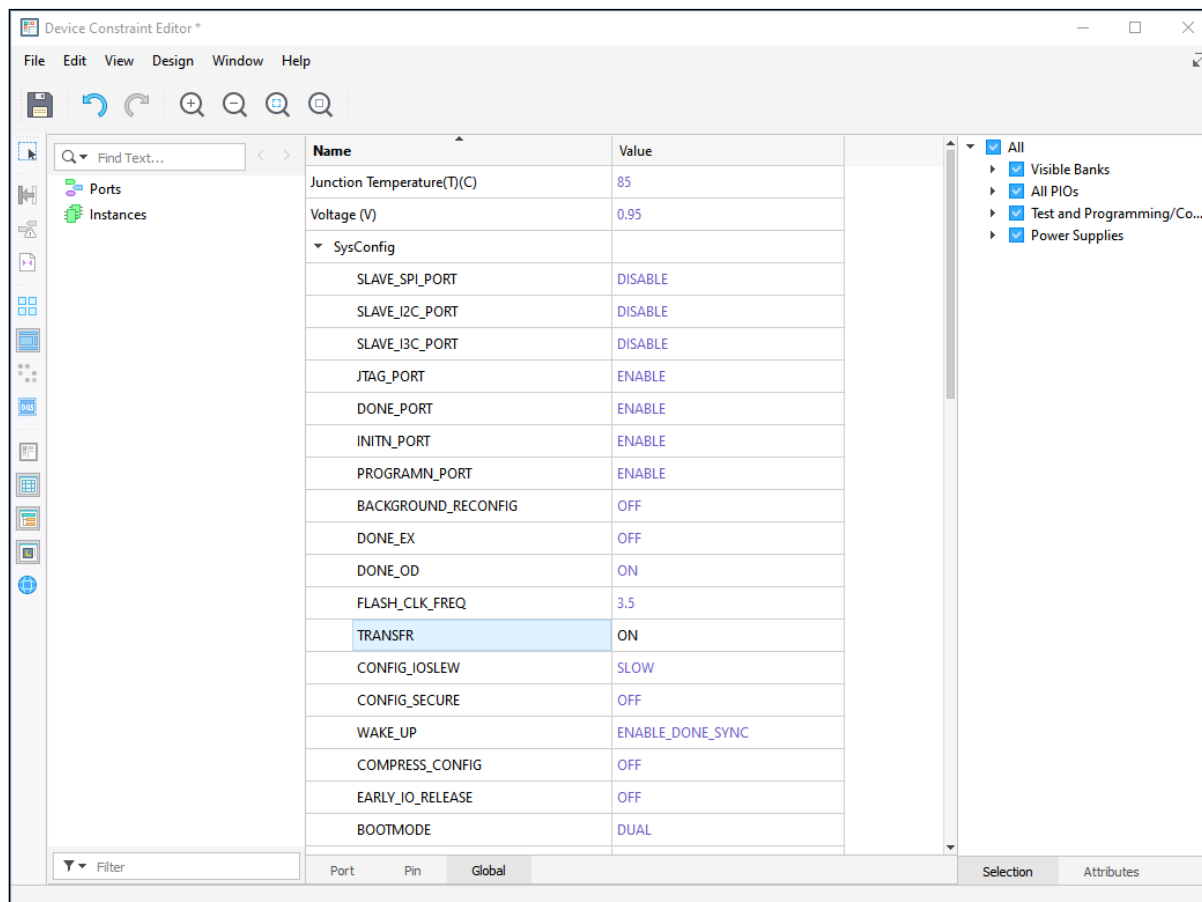 Device Constraint Editor *
File Edit View Design Window Help
Find Text...
Ports
Instances
Filter
Name Value
Junction Temperature(T)(C) 85
Voltage (V) 0.95
SysConfig
SLAVE_SPI_PORT DISABLE
SLAVE_I2C_PORT DISABLE
SLAVE_I3C_PORT DISABLE
JTAG_PORT ENABLE
DONE_PORT ENABLE
INITN_PORT ENABLE
PROGRAMN_PORT ENABLE
BACKGROUND_RECONFIG OFF
DONE_EX OFF
DONE_OD ON
FLASH_CLK_FREQ 3.5
TRANSFR ON
CONFIG_IOSLEW SLOW
CONFIG_SECURE OFF
WAKE_UP ENABLE_DONE_SYNC
COMPRESS_CONFIG OFF
EARLY_IO_RELEASE OFF
BOOTMODE DUAL
Port Pin Global
All
Visible Banks
All PIOs
Test and Programming/Co...
Power Supplies
Selection Attributes
DQS